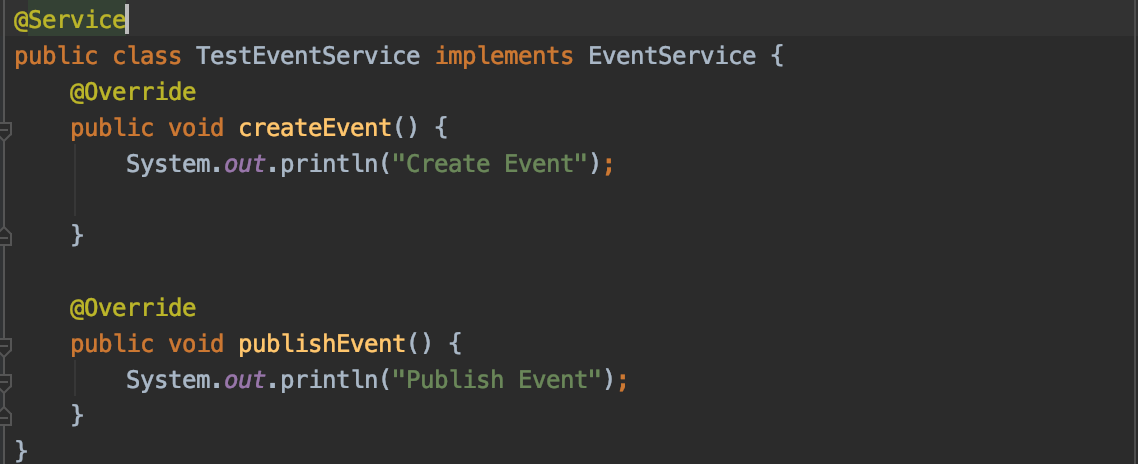 @Service
public class TestEventService implements EventService {
    @Override
    public void createEvent() {
        System.out.println("Create Event");

    }

    @Override
    public void publishEvent() {
        System.out.println("Publish Event");
    }
}